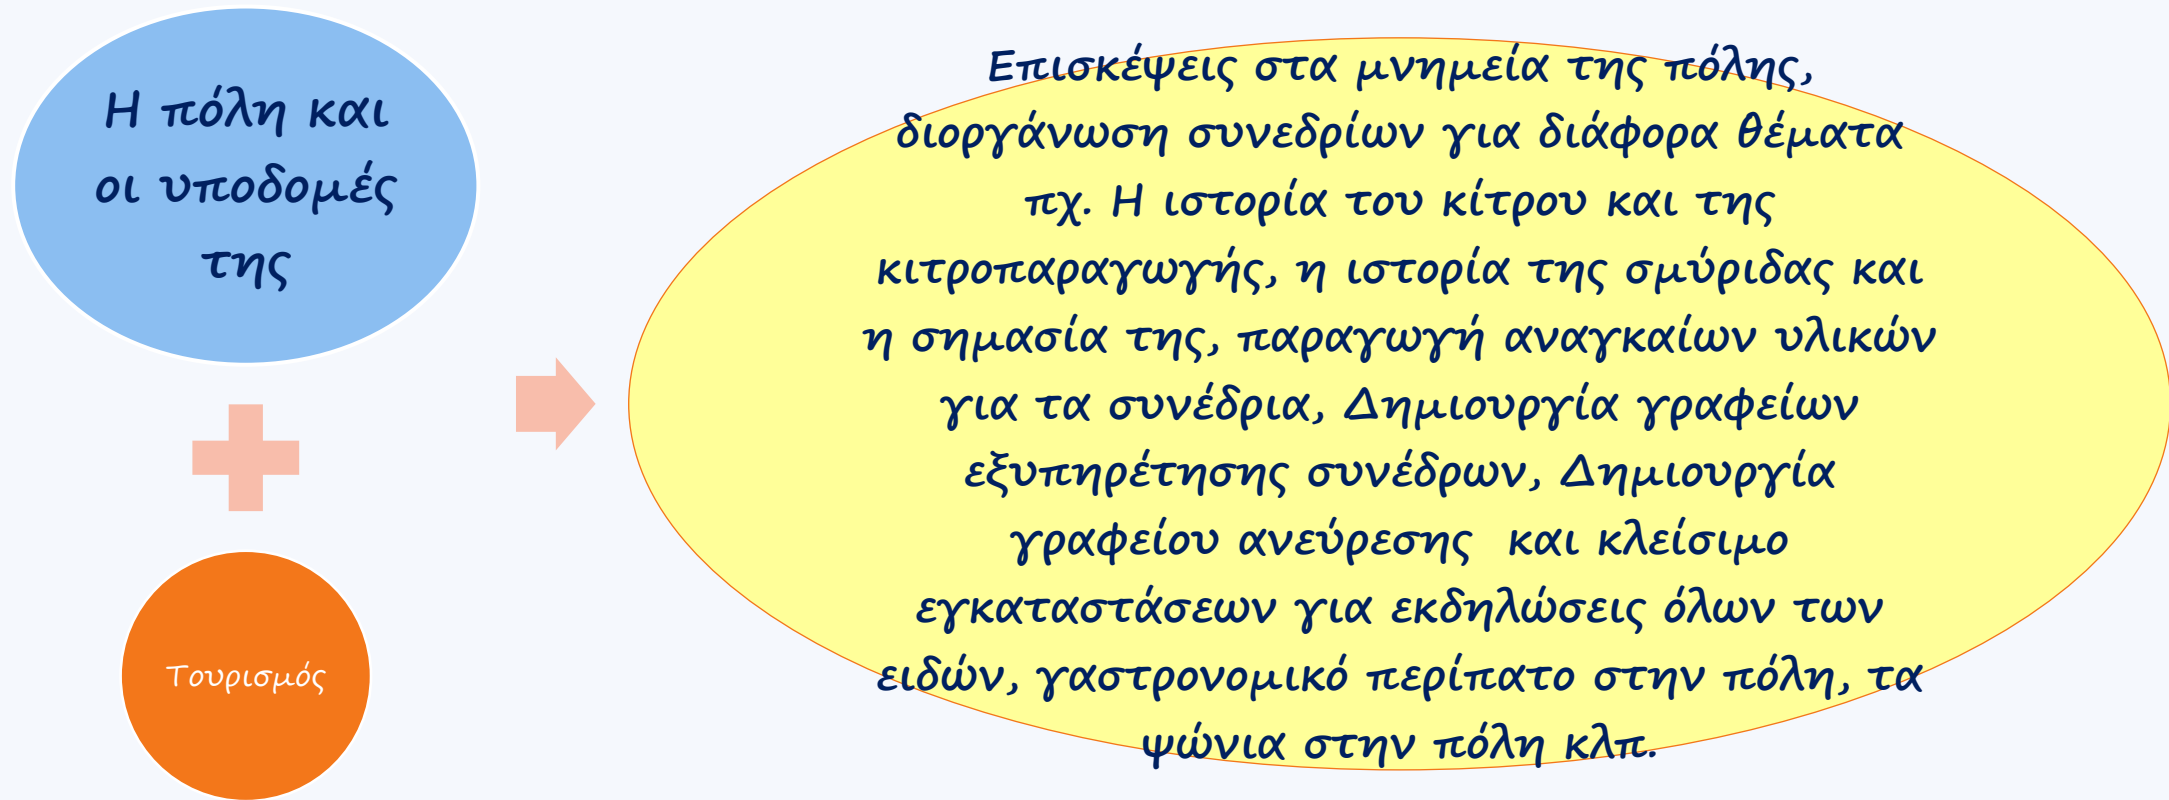 Η πόλη και
οι υποδομές
της
Τουρισμός
Επισκέψεις στα μνημεία της πόλης,
διοργάνωση συνεδρίων για διάφορα θέματα
πχ. Η ιστορία του κίτρου και της
κιτροπαραγωγής, η ιστορία της σμύριδας και
η σημασία της, παραγωγή αναγκαίων υλικών
για τα συνέδρια, Δημιουργία γραφείων
εξυπηρέτησης συνέδρων, Δημιουργία
γραφείου ανεύρεσης και κλείσιμο
εγκαταστάσεων για εκδηλώσεις όλων των
ειδών, γαστρονομικό περίπατο στην πόλη, τα
ψώνια στην πόλη κλπ.